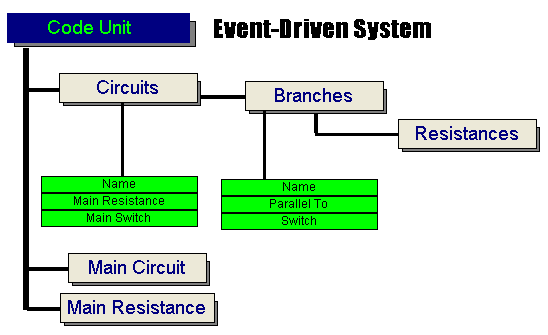 Code Unit
Event-Driven System
Circuits
Branches
Resistances
Name
Main Resistance
Main Switch
Name
Parallel To
Switch
Main Circuit
Main Resistance